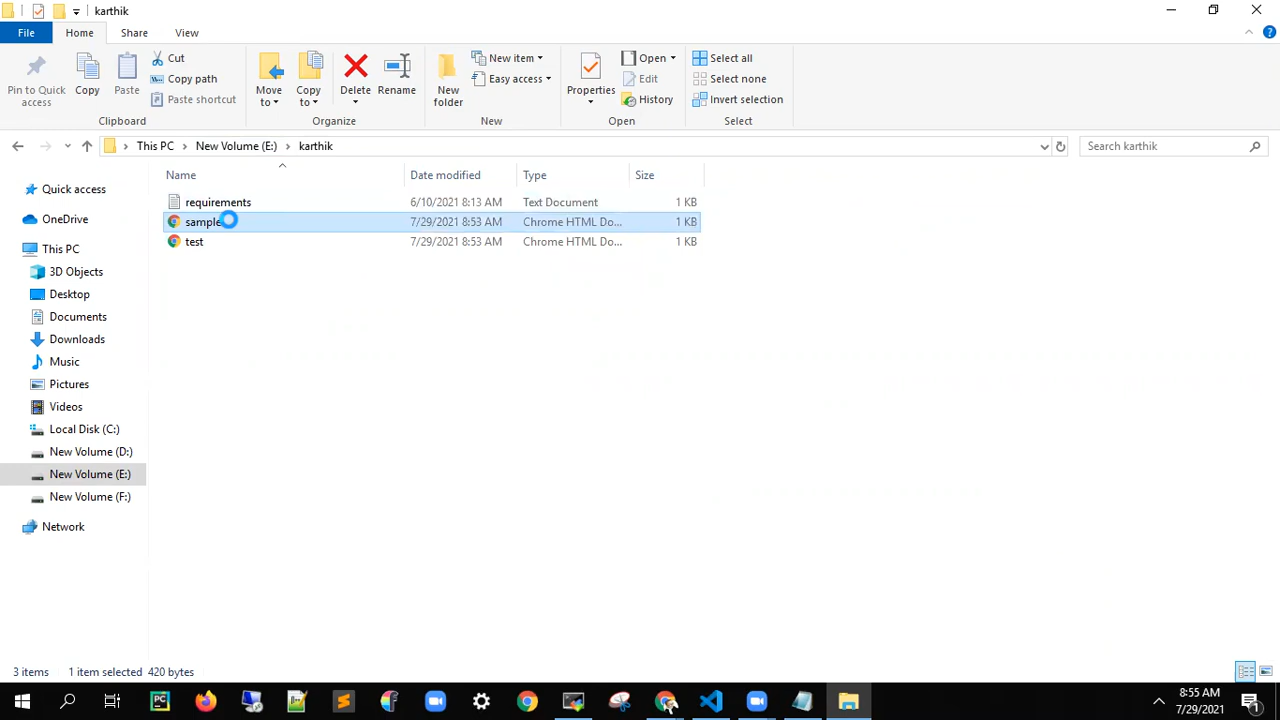 karthik
File Home Share View
Pin to Quick access
Copy
Paste
Cut
Copy path
Paste shortcut
Move to
Copy to
Delete
Rename
New folder
New item
Easy access
Properties
Open
Edit
History
Select all
Select none
Invert selection
Clipboard Organize New Open Select
This PC New Volume (E:) karthik
Search karthik
Name Date modified Type Size
requirements 6/10/2021 8:13 AM Text Document 1 KB
sample 7/29/2021 8:53 AM Chrome HTML Do... 1 KB
test 7/29/2021 8:53 AM Chrome HTML Do... 1 KB
Quick access
OneDrive
This PC
3D Objects
Desktop
Documents
Downloads
Music
Pictures
Videos
Local Disk (C:)
New Volume (D:)
New Volume (E:)
New Volume (F:)
Network
3 items 1 item selected 420 bytes
8:55 AM
7/29/2021